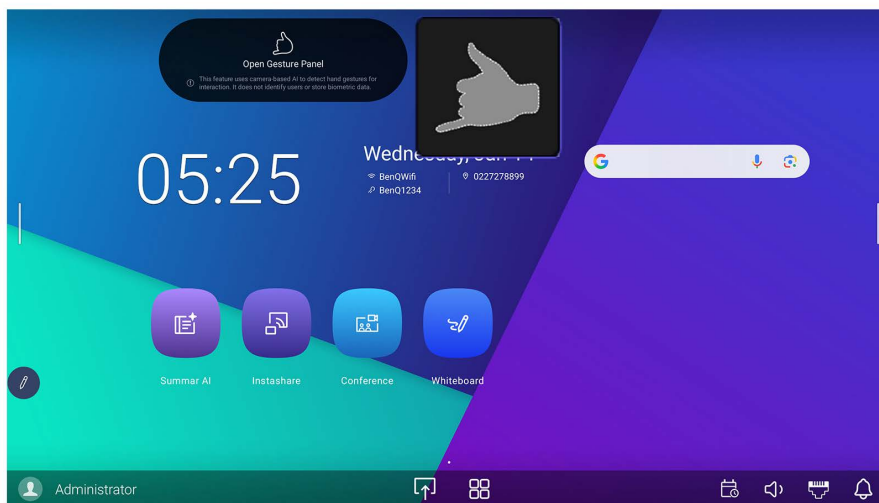 Open Gesture Panel
This feature uses camera-based AI to detect hand gestures for
interaction. It does not identify users or store biometric data.
05:25
BenQWifi
0227278899
BenQ1234
Summar AI
Instashare
Conference
Whiteboard
Administrator